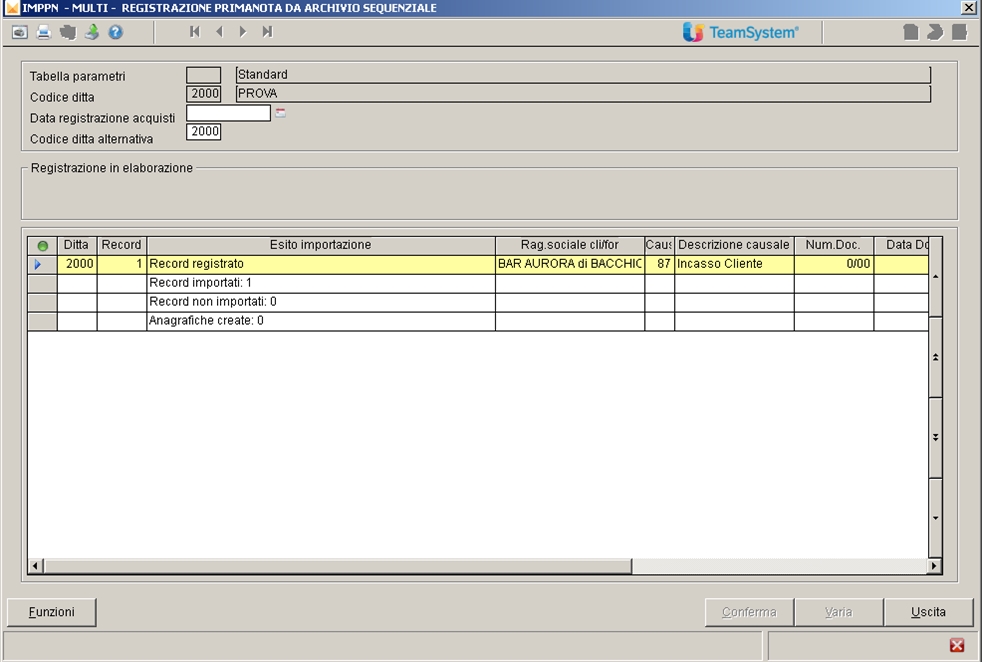 IMPPN - MULTI - REGISTRAZIONE PRIMANOTA DA ARCHIVIO SEQUENZIALE
TeamSystem®
Tabella parametri Standard
Codice ditta 2000 PROVA
Data registrazione acquisti
Codice ditta alternativa 2000
Registrazione in elaborazione
Ditta Record Esito importazione Rag.sociale cli/for Caus Descrizione causale Num.Doc. Data Do
2000 1 Record registrato BAR AURORA di BACCHIC 87 Incasso Cliente 0/00
Record importati: 1
Record non importati: 0
Anagrafiche create: 0
Funzioni Conferma Varia Uscita